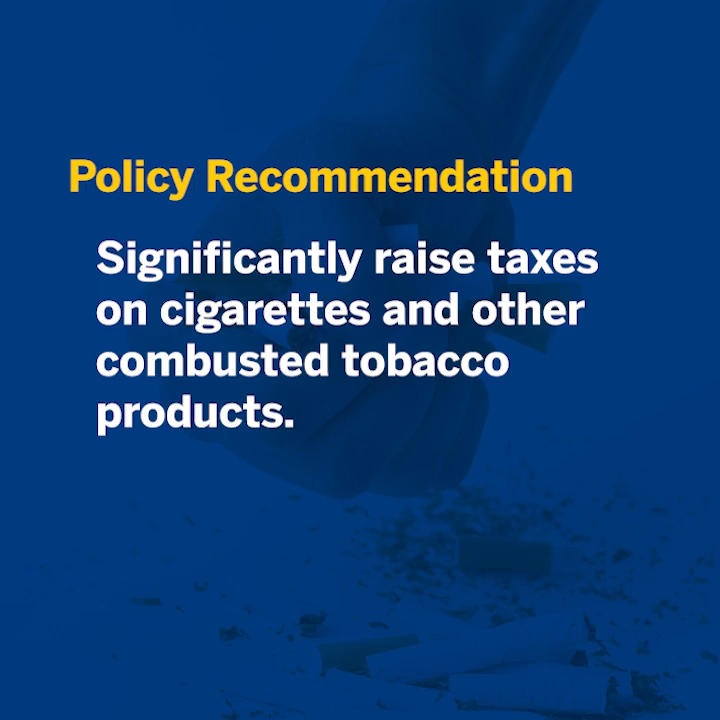 Policy Recommendation
Significantly raise taxes
on cigarettes and other
combusted tobacco
products.